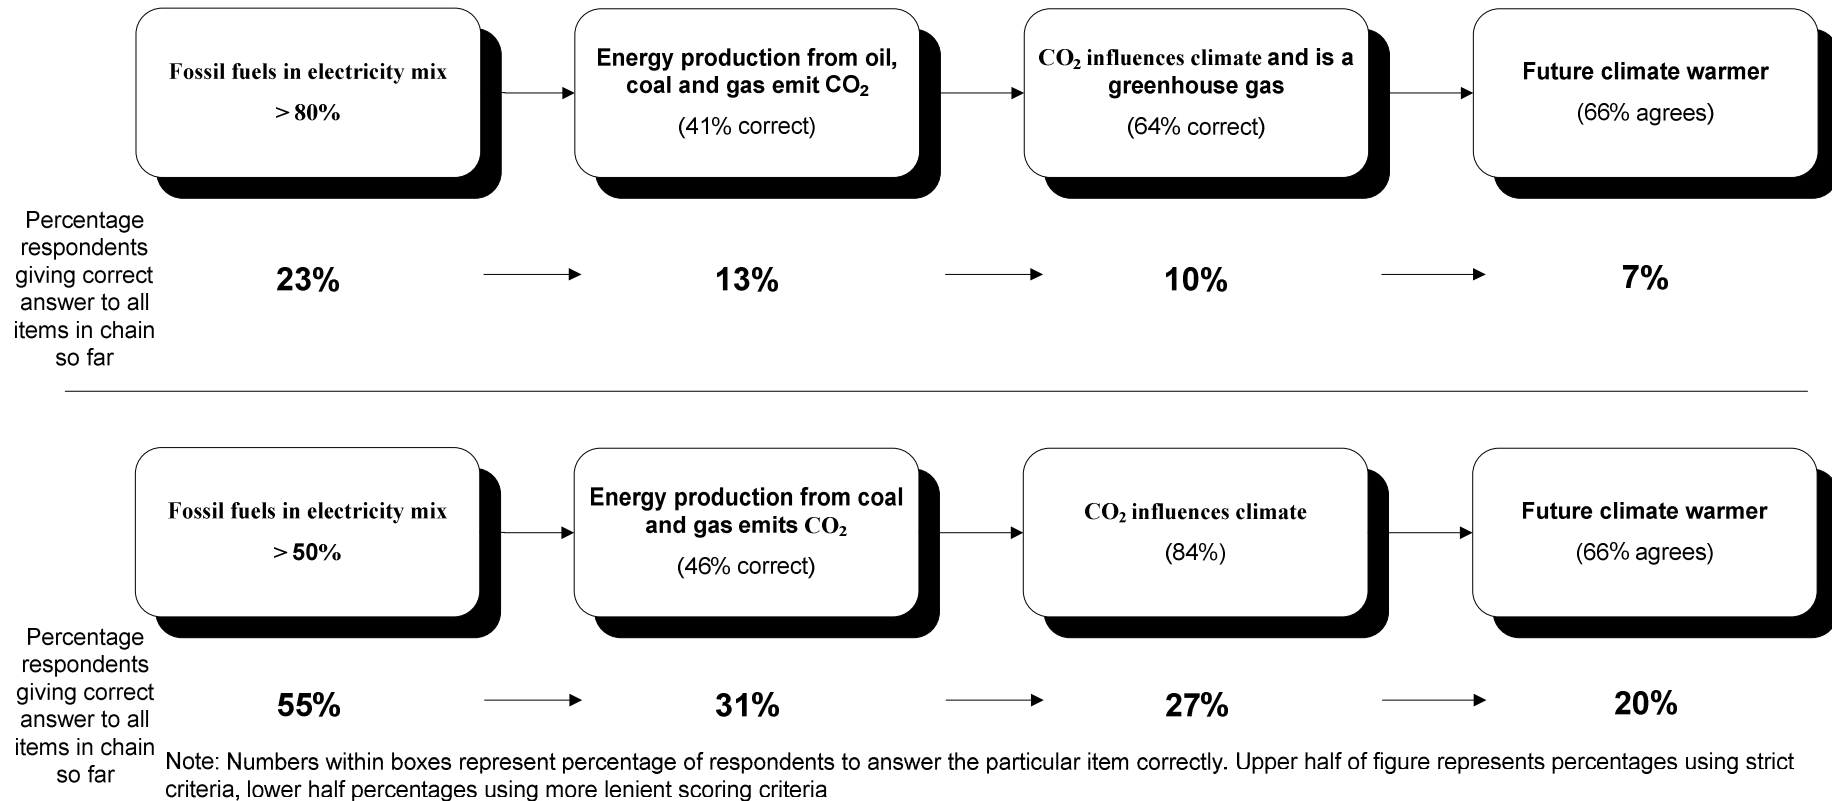 Fossil fuels in electricity mix
> 80%
Energy production from oil,
coal and gas emit CO₂
(41% correct)
CO₂ influences climate and is a
greenhouse gas
(64% correct)
Future climate warmer
(66% agrees)
Percentage
respondents
giving correct
answer to all
items in chain
so far
23%
13%
10%
7%
Fossil fuels in electricity mix
> 50%
Energy production from coal
and gas emits CO₂
(46% correct)
CO₂ influences climate
(84%)
Future climate warmer
(66% agrees)
Percentage
respondents
giving correct
answer to all
items in chain
so far
55%
31%
27%
20%
Note: Numbers within boxes represent percentage of respondents to answer the particular item correctly. Upper half of figure represents percentages using strict
criteria, lower half percentages using more lenient scoring criteria